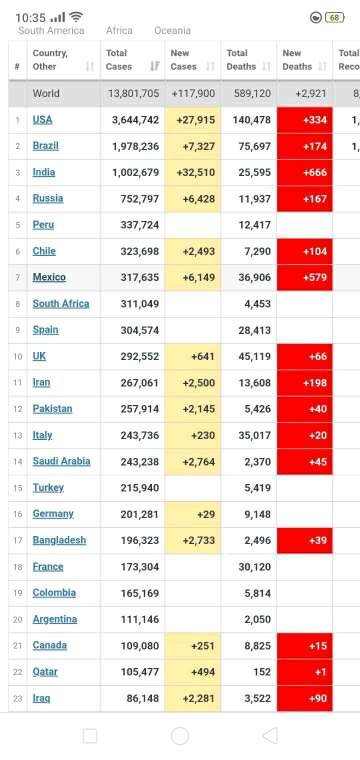 10:35 68
South America Africa Oceania
# Country, Other Total Cases New Cases Total Deaths New Deaths Total Reco
World 13,801,705 +117,900 589,120 +2,921 8
1 USA 3,644,742 +27,915 140,478 +334 1,
2 Brazil 1,978,236 +7,327 75,697 +174 1,
3 India 1,002,679 +32,510 25,595 +666
4 Russia 752,797 +6,428 11,937 +167
5 Peru 337,724 12,417
6 Chile 323,698 +2,493 7,290 +104
7 Mexico 317,635 +6,149 36,906 +579
8 South Africa 311,049 4,453
9 Spain 304,574 28,413
10 UK 292,552 +641 45,119 +66
11 Iran 267,061 +2,500 13,608 +198
12 Pakistan 257,914 +2,145 5,426 +40
13 Italy 243,736 +230 35,017 +20
14 Saudi Arabia 243,238 +2,764 2,370 +45
15 Turkey 215,940 5,419
16 Germany 201,281 +29 9,148
17 Bangladesh 196,323 +2,733 2,496 +39
18 France 173,304 30,120
19 Colombia 165,169 5,814
20 Argentina 111,146 2,050
21 Canada 109,080 +251 8,825 +15
22 Qatar 105,477 +494 152 +1
23 Iraq 86,148 +2,281 3,522 +90